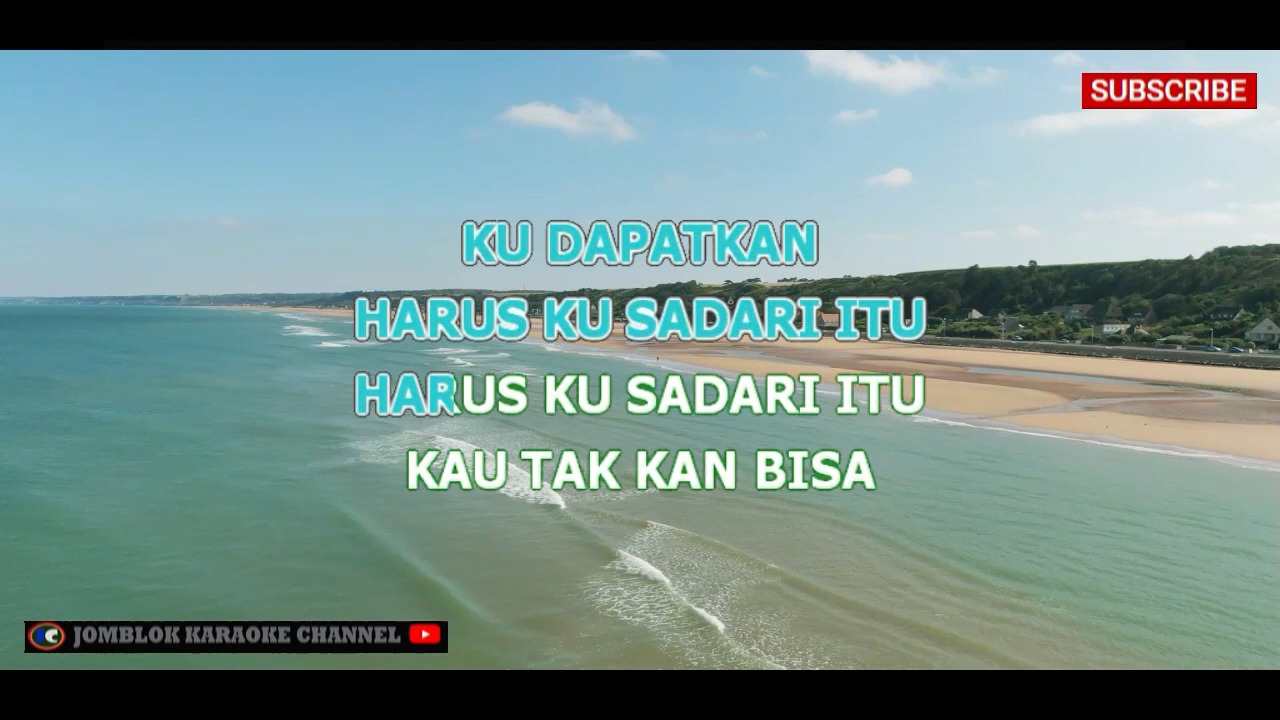 SUBSCRIBE
KU DAPATKAN
HARUS KU SADARI ITU
HARUS KU SADARI ITU
KAU TAK KAN BISA
JOMBLOK KARAOKE CHANNEL